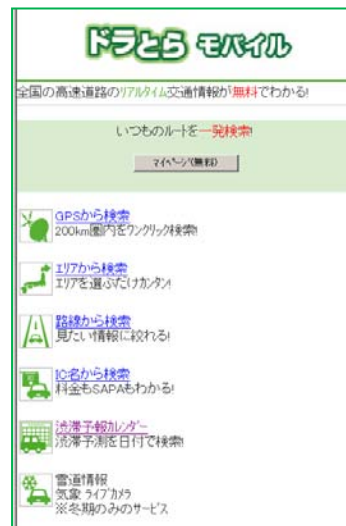 ドラとら モバイル
全国の高速道路のﾘｱﾙﾀｲﾑ交通情報が無料でわかる!
いつものルートを一発検索!
ﾏｲﾍﾟｰｼﾞ(無料)
GPSから検索
200km圏内をﾜﾝｸﾘｯｸ検索!
ｴﾘｱから検索
ｴﾘｱを選ぶだけｶﾝﾀﾝ!
路線から検索
見たい情報に絞れる!
IC名から検索
料金もSAPAもわかる!
渋滞予報ｶﾚﾝﾀﾞｰ
渋滞予測を日付で検索!
雪道情報
気象 ﾗｲﾌﾞｶﾒﾗ
※冬期のみのｻｰﾋﾞｽ